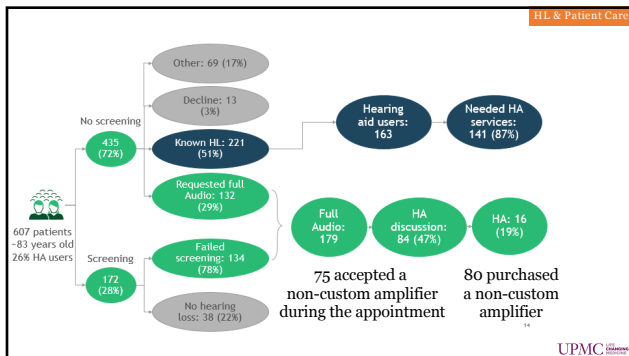 HL & Patient Care
Other: 69 (17%)
Decline: 13
(3%)
No screening
435
(72%)
Known HL: 221
(51%)
Hearing
aid users:
163
Needed HA
services:
141 (87%)
Requested full
Audio: 132
(29%)
607 patients
~83 years old
26% HA users
Full
Audio:
179
HA
discussion:
84 (47%)
HA: 16
(19%)
Failed
screening: 134
(78%)
Screening
172
(28%)
No hearing
loss: 38 (22%)
75 accepted a
non-custom amplifier
during the appointment
80 purchased
a non-custom
amplifier
14
UPMC LIFE
CHANGING
MEDICINE